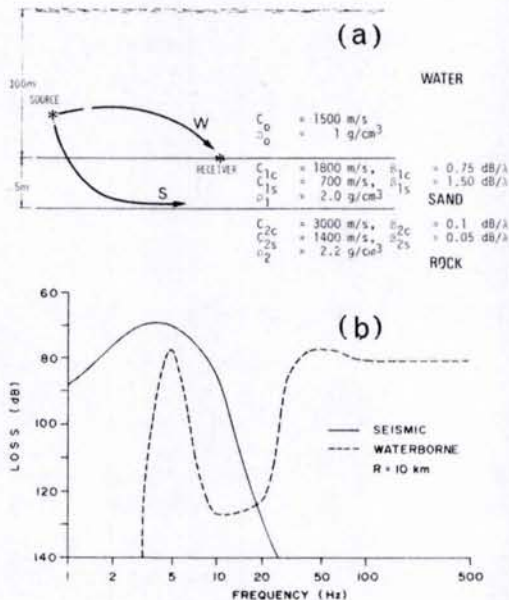 (a)
WATER
SOURCE
W
C₀ = 1500 m/s
ρ₀ = 1 g/cm³
RECEIVER
C₁c = 1800 m/s, β₁c = 0.75 dB/λ
C₁s = 700 m/s, β₁s = 1.50 dB/λ
ρ₁ = 2.0 g/cm³
SAND
5m
S
C₂c = 3000 m/s, β₂c = 0.1 dB/λ
C₂s = 1400 m/s, β₂s = 0.05 dB/λ
ρ₂ = 2.2 g/cm³
ROCK
(b)
60
80
100
120
140
LOSS (dB)
SEISMIC
WATERBORNE
R = 10 km
1 2 5 10 20 50 100 500
FREQUENCY (Hz)